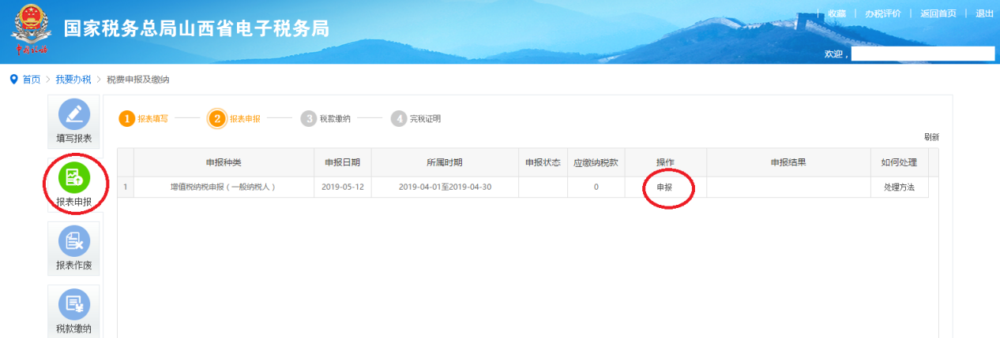 收藏 | 办税评价 | 返回首页 | 退出
国家税务总局山西省电子税务局
中国税务
欢迎，
首页 > 我要办税 > 税费申报及缴纳
填写报表
报表申报
报表作废
税款缴纳
1 报表填写 2 报表申报 3 税款缴纳 4 完税证明
刷新
申报种类 申报日期 所属时期 申报状态 应缴纳税款 操作 申报结果 如何处理
1 增值税纳税申报（一般纳税人） 2019-05-12 2019-04-01至2019-04-30 0 申报 处理方法